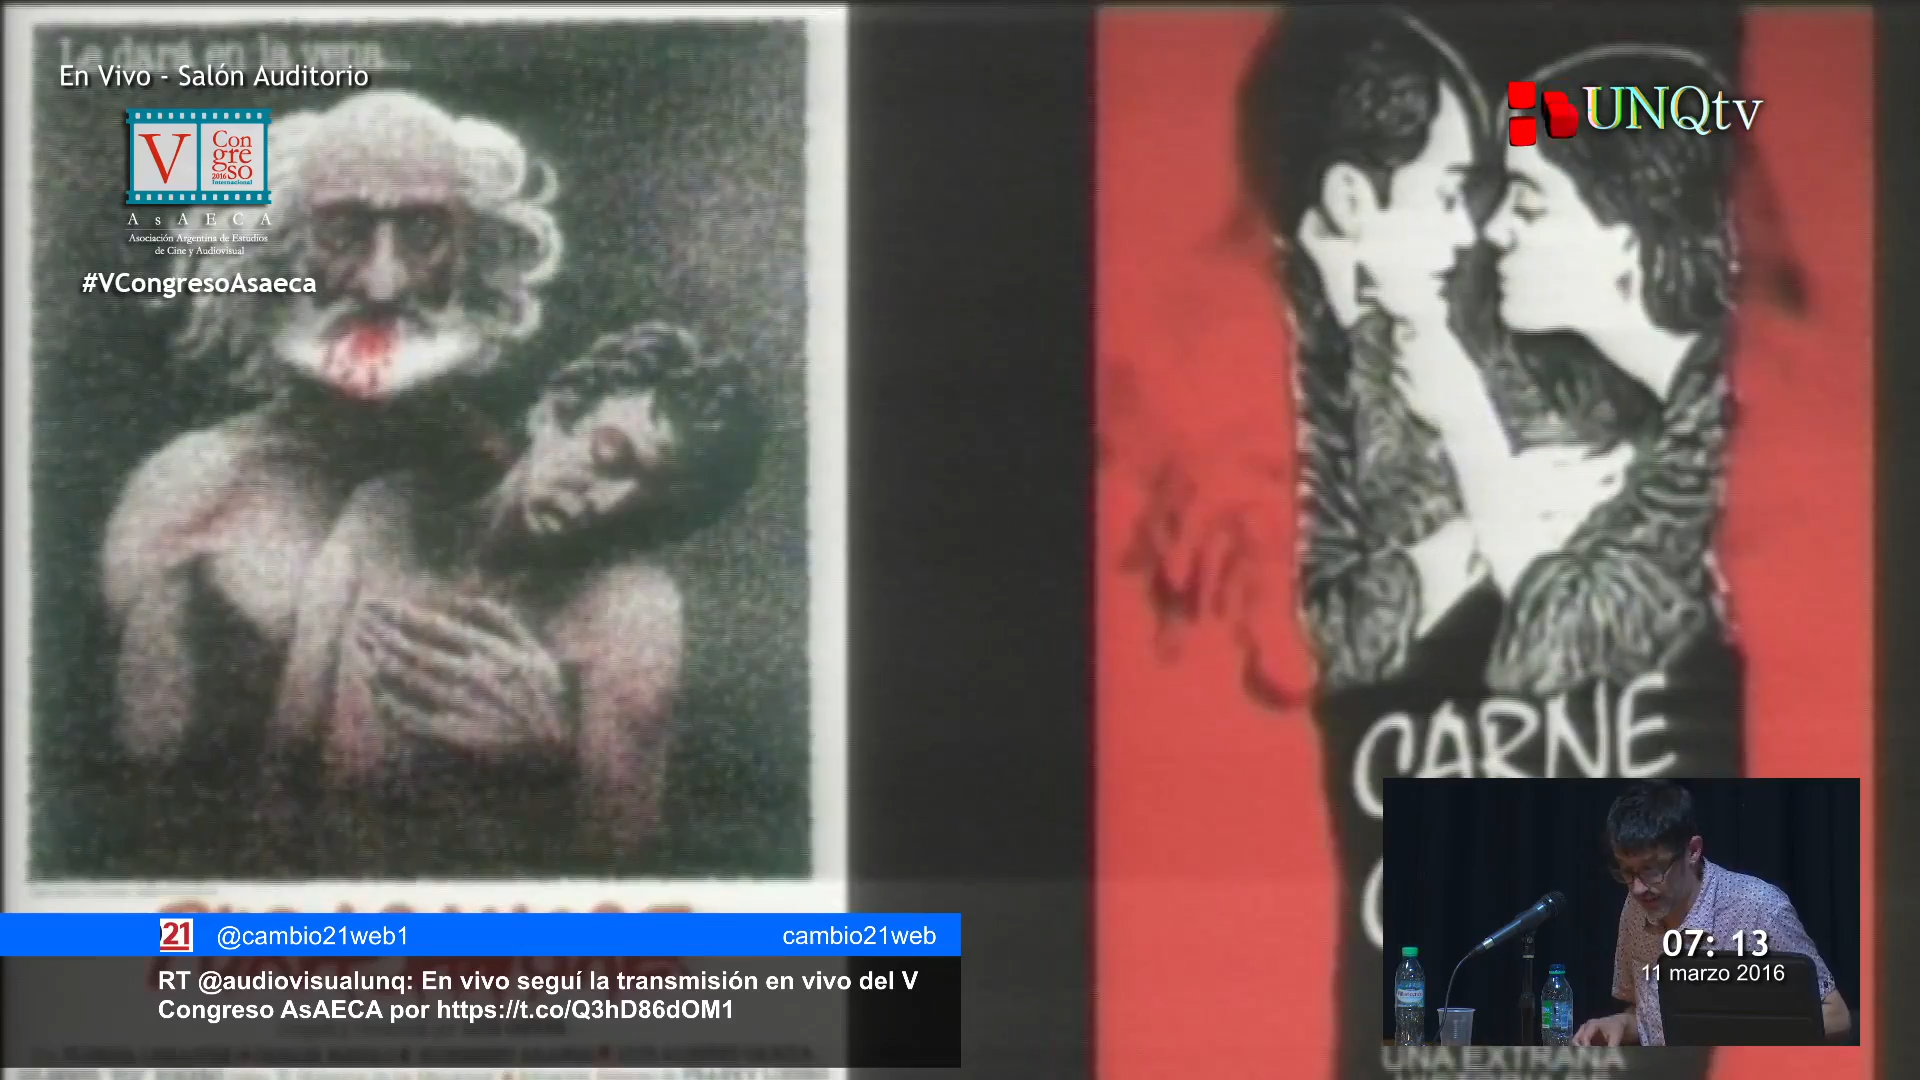 Le daré en la vena...
En Vivo - Salón Auditorio
V
Con
gre
2016 so
Internacional
A s A E C A
Asociación Argentina de Estudios
de Cine y Audiovisual
#VCongresoAsaeca
UNQtv
CARNE
UNA EXTRAÑA
21 @cambio21web1 cambio21web
RT @audiovisualunq: En vivo seguí la transmisión en vivo del V
Congreso AsAECA por https://t.co/Q3hD86dOM1
07: 13
11 marzo 2016